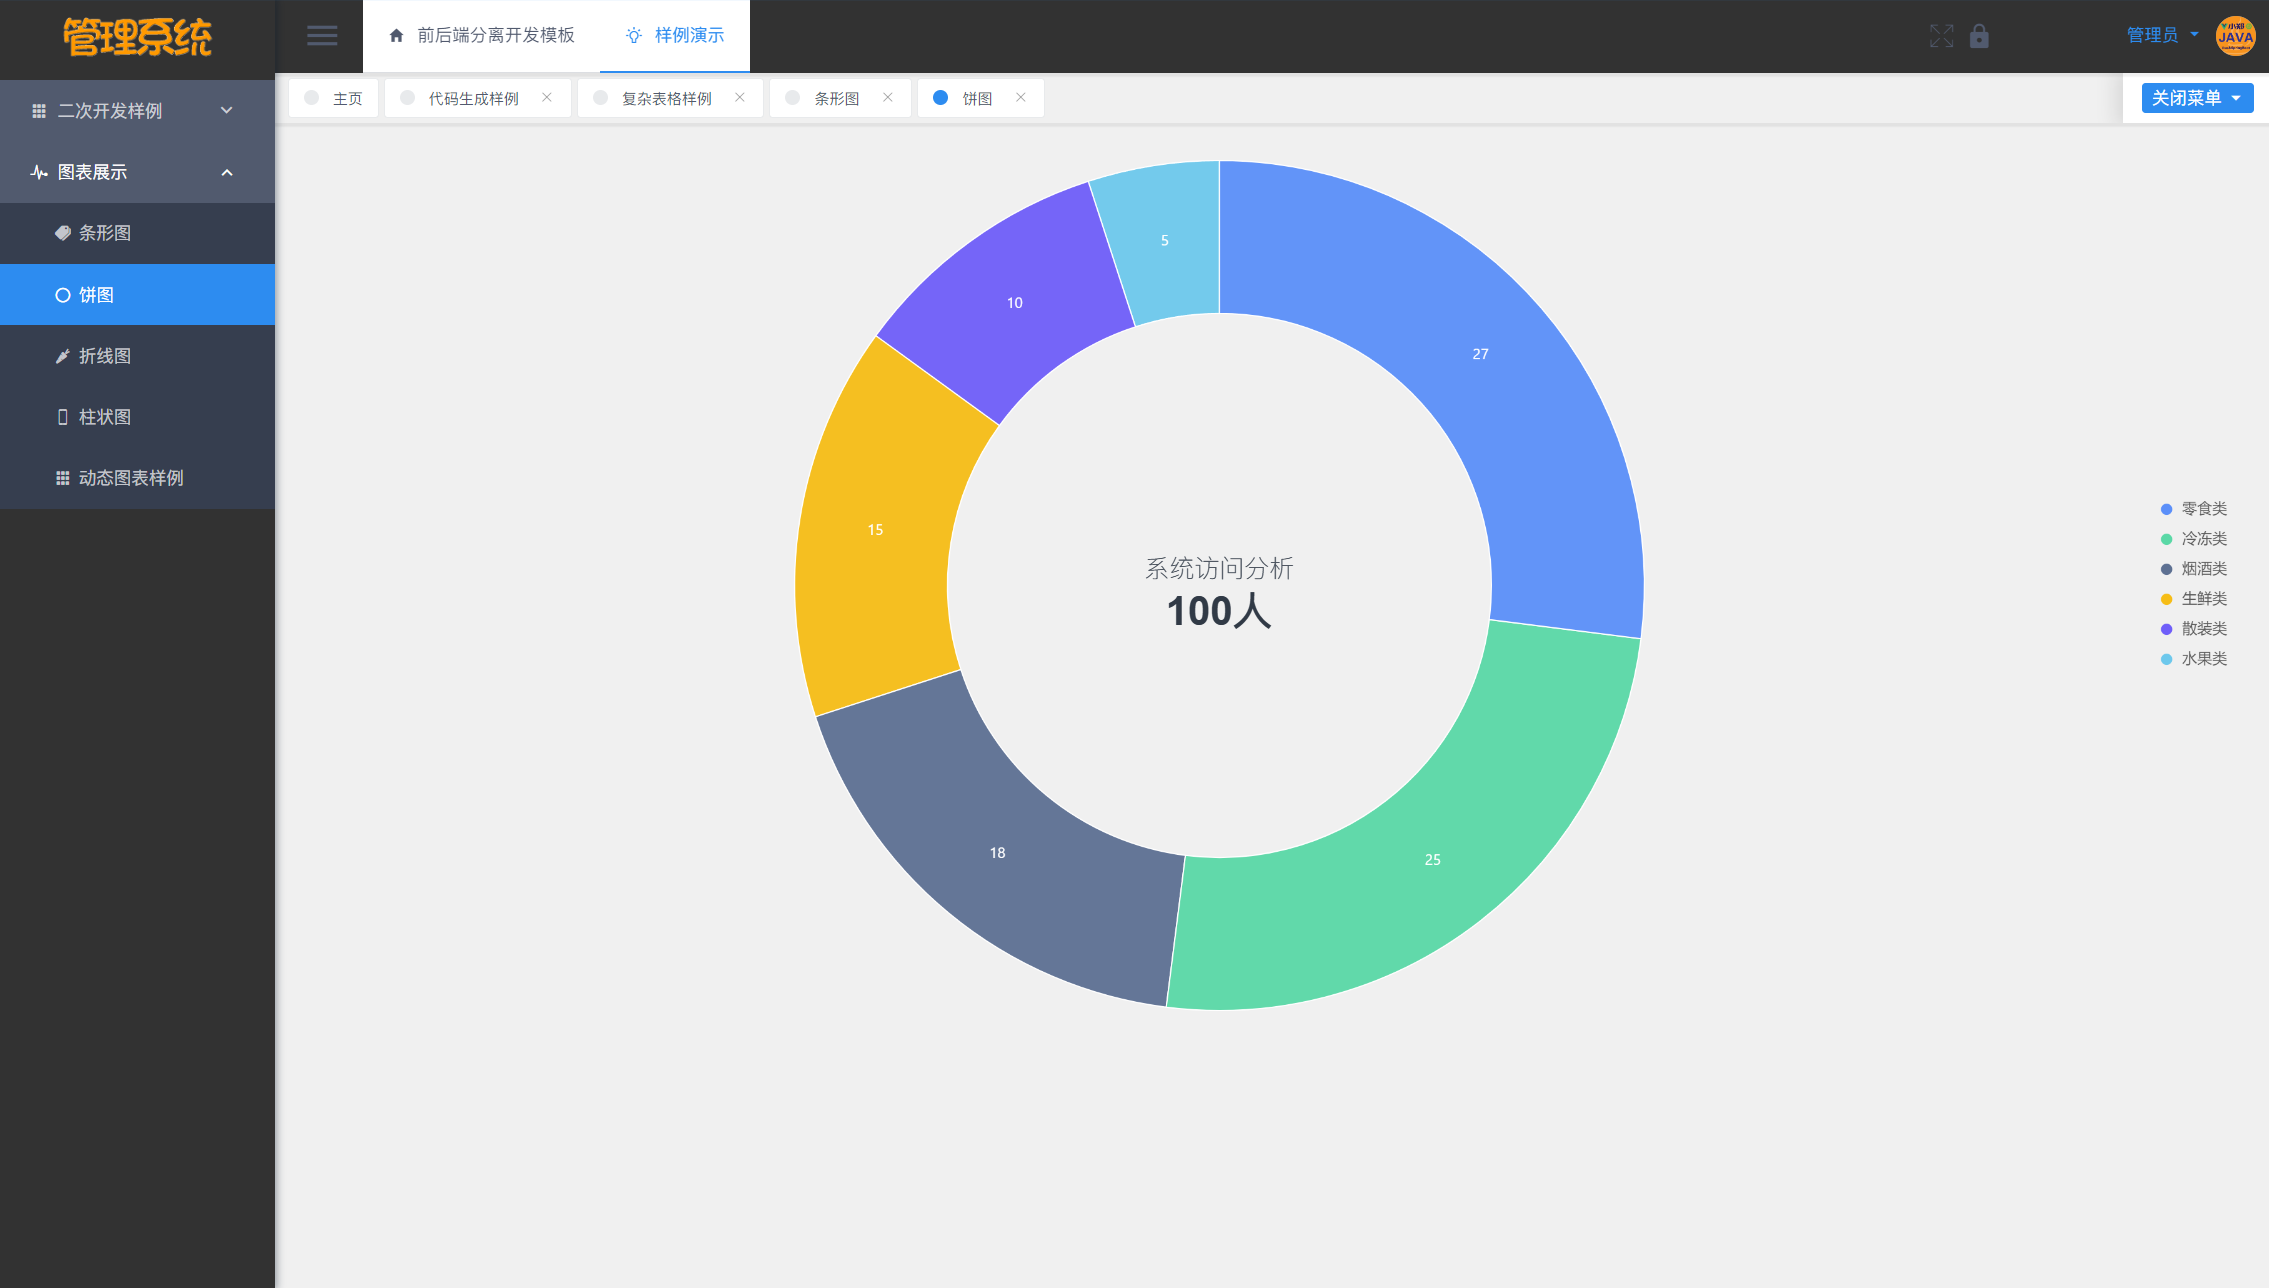 管理系统
前后端分离开发模板
样例演示
管理员
小郑
JAVA
主页
代码生成样例
复杂表格样例
条形图
饼图
关闭菜单
二次开发样例
图表展示
条形图
饼图
折线图
柱状图
动态图表样例
5
10
27
15
系统访问分析
100人
18
25
零食类
冷冻类
烟酒类
生鲜类
散装类
水果类